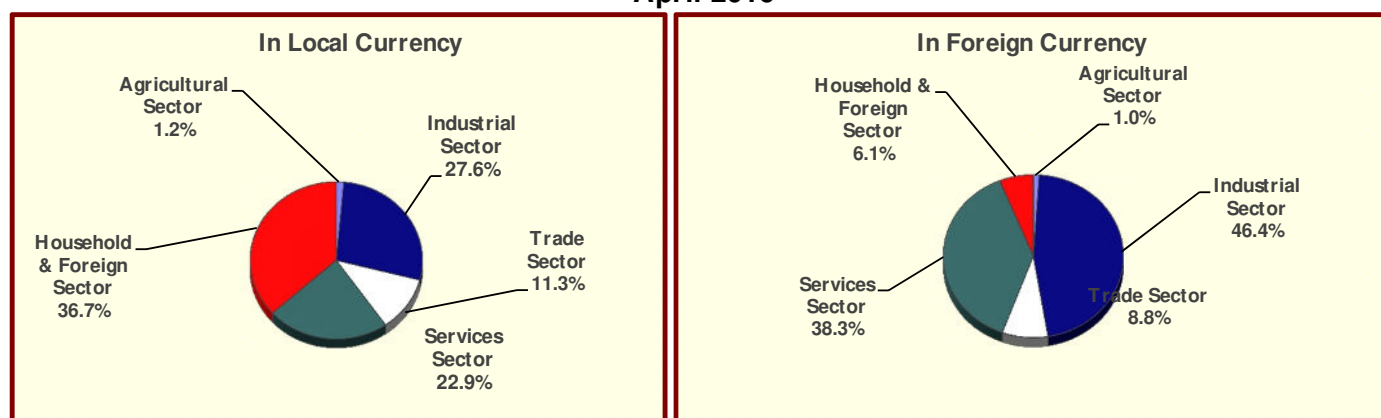 In Local Currency
Agricultural
Sector
1.2%
Industrial
Sector
27.6%
Trade
Sector
11.3%
Services
Sector
22.9%
Household
& Foreign
Sector
36.7%
In Foreign Currency
Household &
Foreign
Sector
6.1%
Agricultural
Sector
1.0%
Industrial
Sector
46.4%
Trade Sector
8.8%
Services
Sector
38.3%